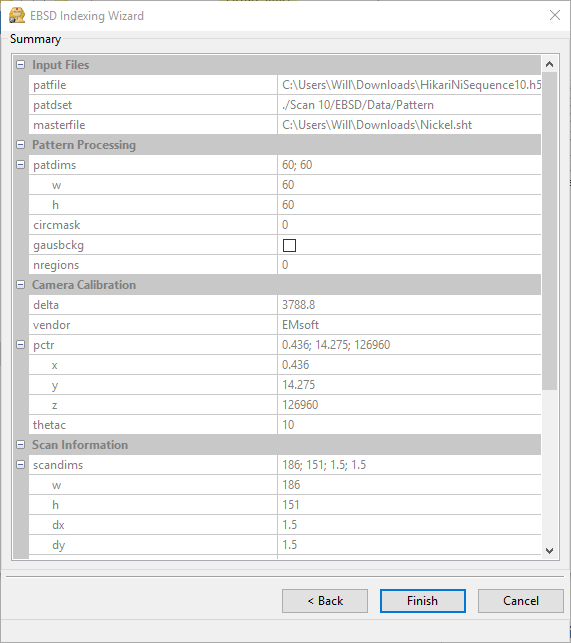 EBSD Indexing Wizard
Summary
Input Files
patfile C:\Users\Will\Downloads\HikariNiSequence10.h5
patdset ./Scan 10/EBSD/Data/Pattern
masterfile C:\Users\Will\Downloads\Nickel.sht
Pattern Processing
patdims 60; 60
w 60
h 60
circmask 0
gausbckg
nregions 0
Camera Calibration
delta 3788.8
vendor EMsoft
pctr 0.436; 14.275; 126960
x 0.436
y 14.275
z 126960
thetac 10
Scan Information
scandims 186; 151; 1.5; 1.5
w 186
h 151
dx 1.5
dy 1.5
< Back Finish Cancel